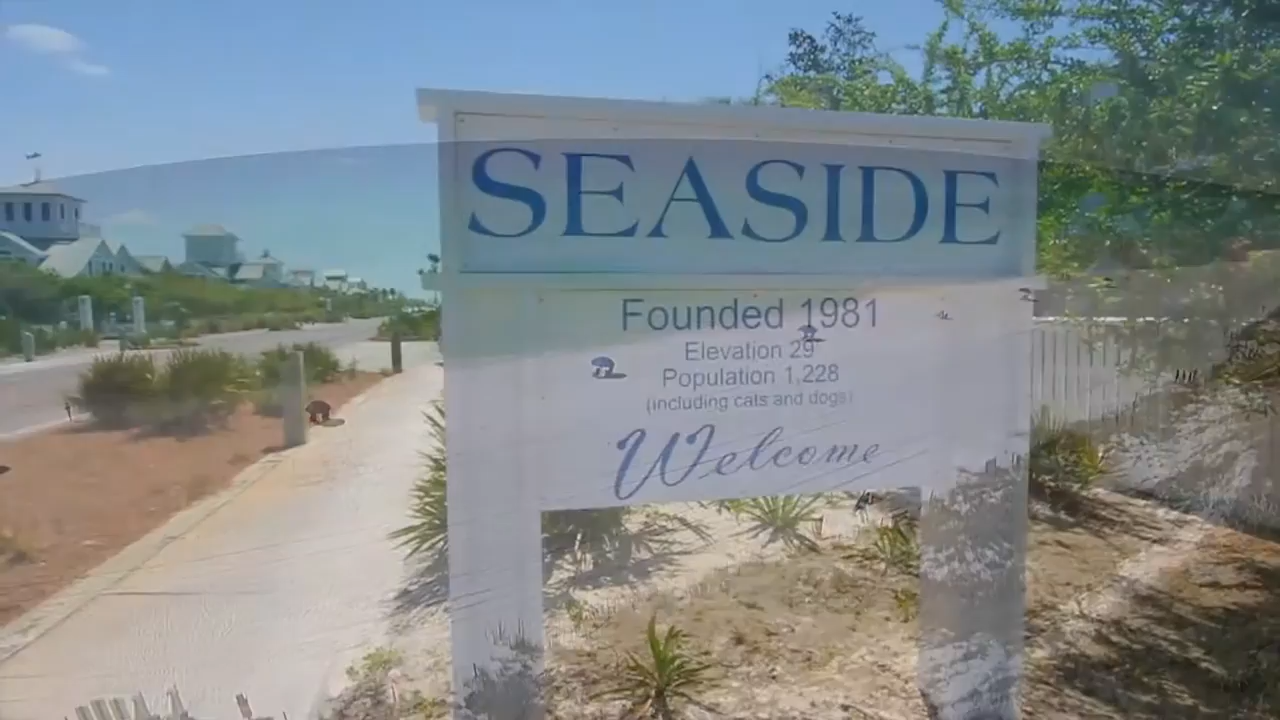 SEASIDE
Founded 1981
Elevation 29
Population 1,228
(including cats and dogs)
Welcome